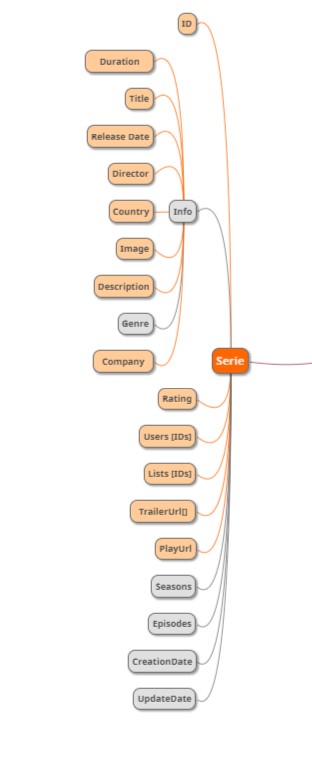 ID
Duration
Title
Release Date
Director
Country
Info
Image
Description
Genre
Company
Serie
Rating
Users [IDs]
Lists [IDs]
TrailerUrl[]
PlayUrl
Seasons
Episodes
CreationDate
UpdateDate